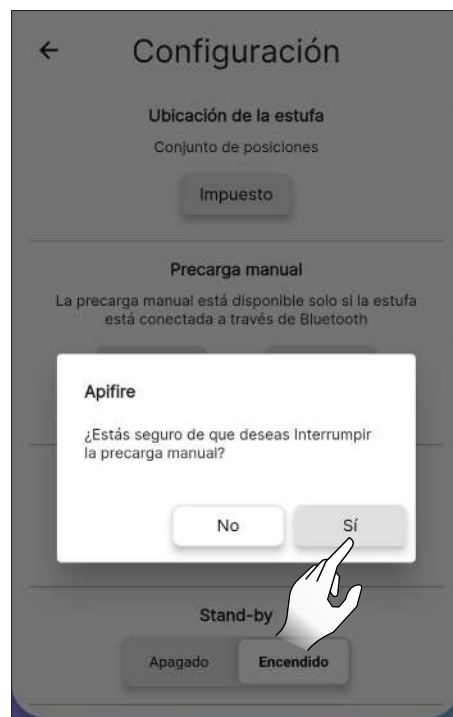 Configuración
Ubicación de la estufa
Conjunto de posiciones
Impuesto
Precarga manual
La precarga manual está disponible solo si la estufa
está conectada a través de Bluetooth
Apifire
¿Estás seguro de que deseas Interrumpir
la precarga manual?
No
Sí
Stand-by
Apagado
Encendido